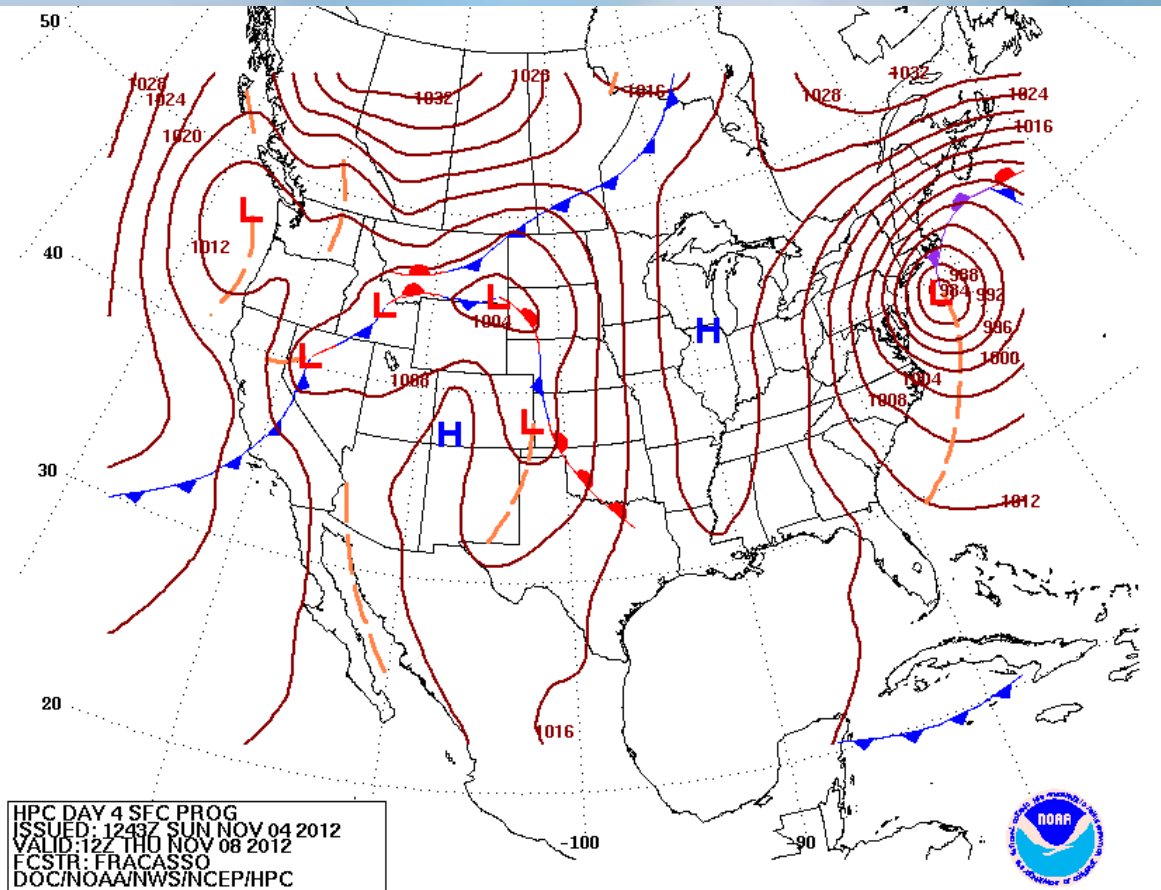 50
1028
1028
1032
1024
1032
1016
1028
1024
1020
1016
L
40
1012
988
L
984
992
L
L
1004
H
996
L
1000
1008
1004
L
1008
H
30
1012
20
1016
HPC DAY 4 SFC PROG
ISSUED: 1243Z SUN NOV 04 2012
VALID:12Z THU NOV 08 2012
FCSTR: FRACASSO
DOC/NOAA/NWS/NCEP/HPC
-100
-90
NOAA